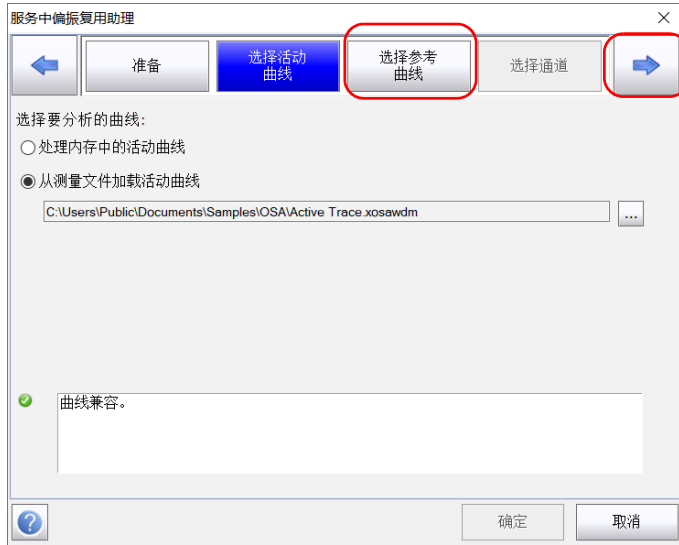 服务中偏振复用助理
准备
选择活动
曲线
选择参考
曲线
选择通道
选择要分析的曲线:
处理内存中的活动曲线
从测量文件加载活动曲线
C:\Users\Public\Documents\Samples\OSA\Active Trace.xosawdm
...
曲线兼容。
确定
取消